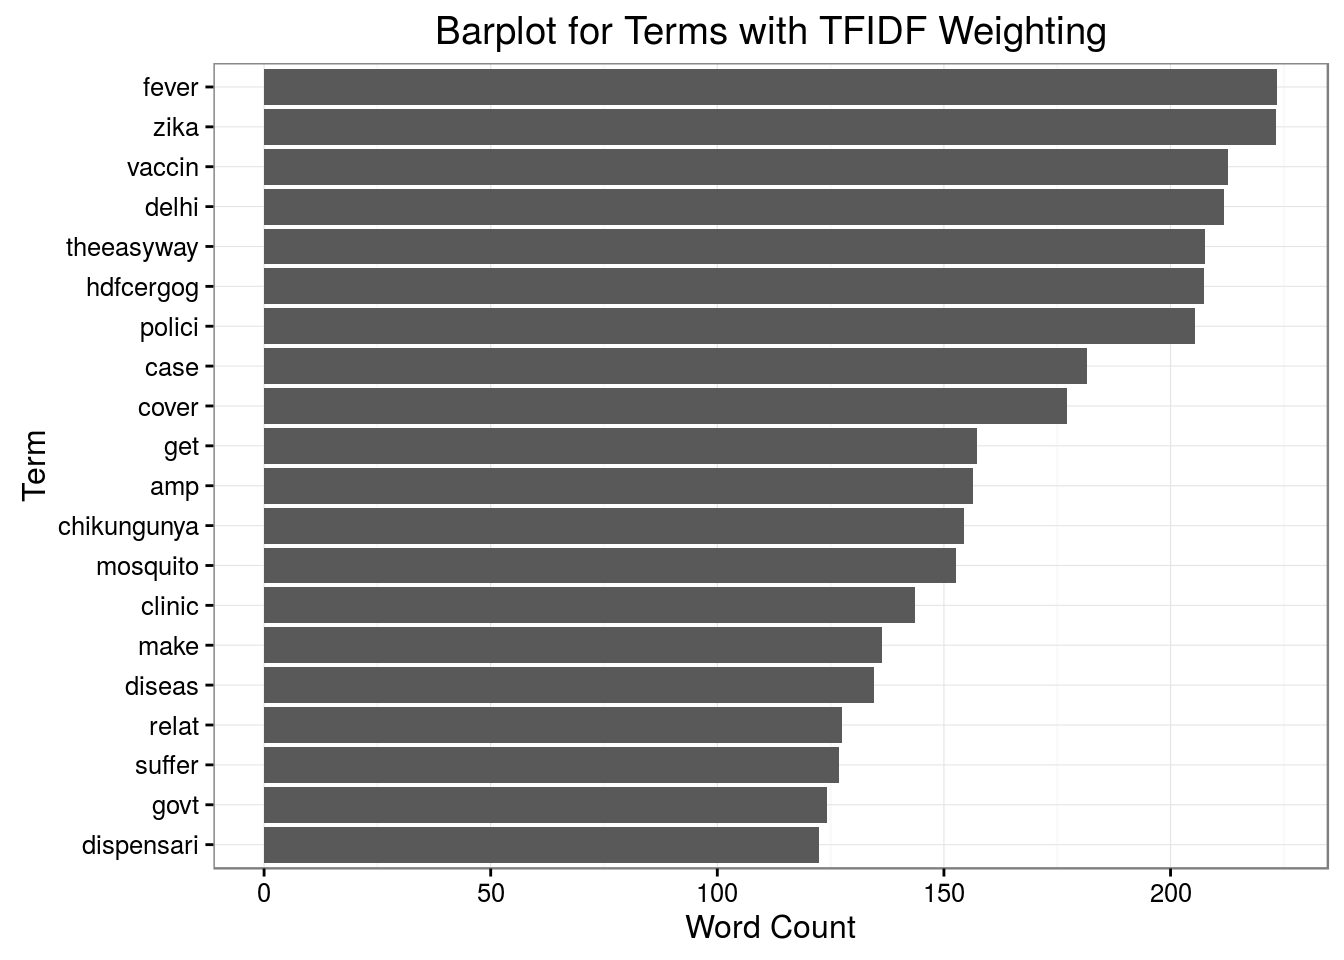 Barplot for Terms with TFIDF Weighting
fever
zika
vaccin
delhi
theeasyway
hdfcergog
polici
case
cover
get
amp
chikungunya
mosquito
clinic
make
diseas
relat
suffer
govt
dispensari
Term
0 50 100 150 200
Word Count